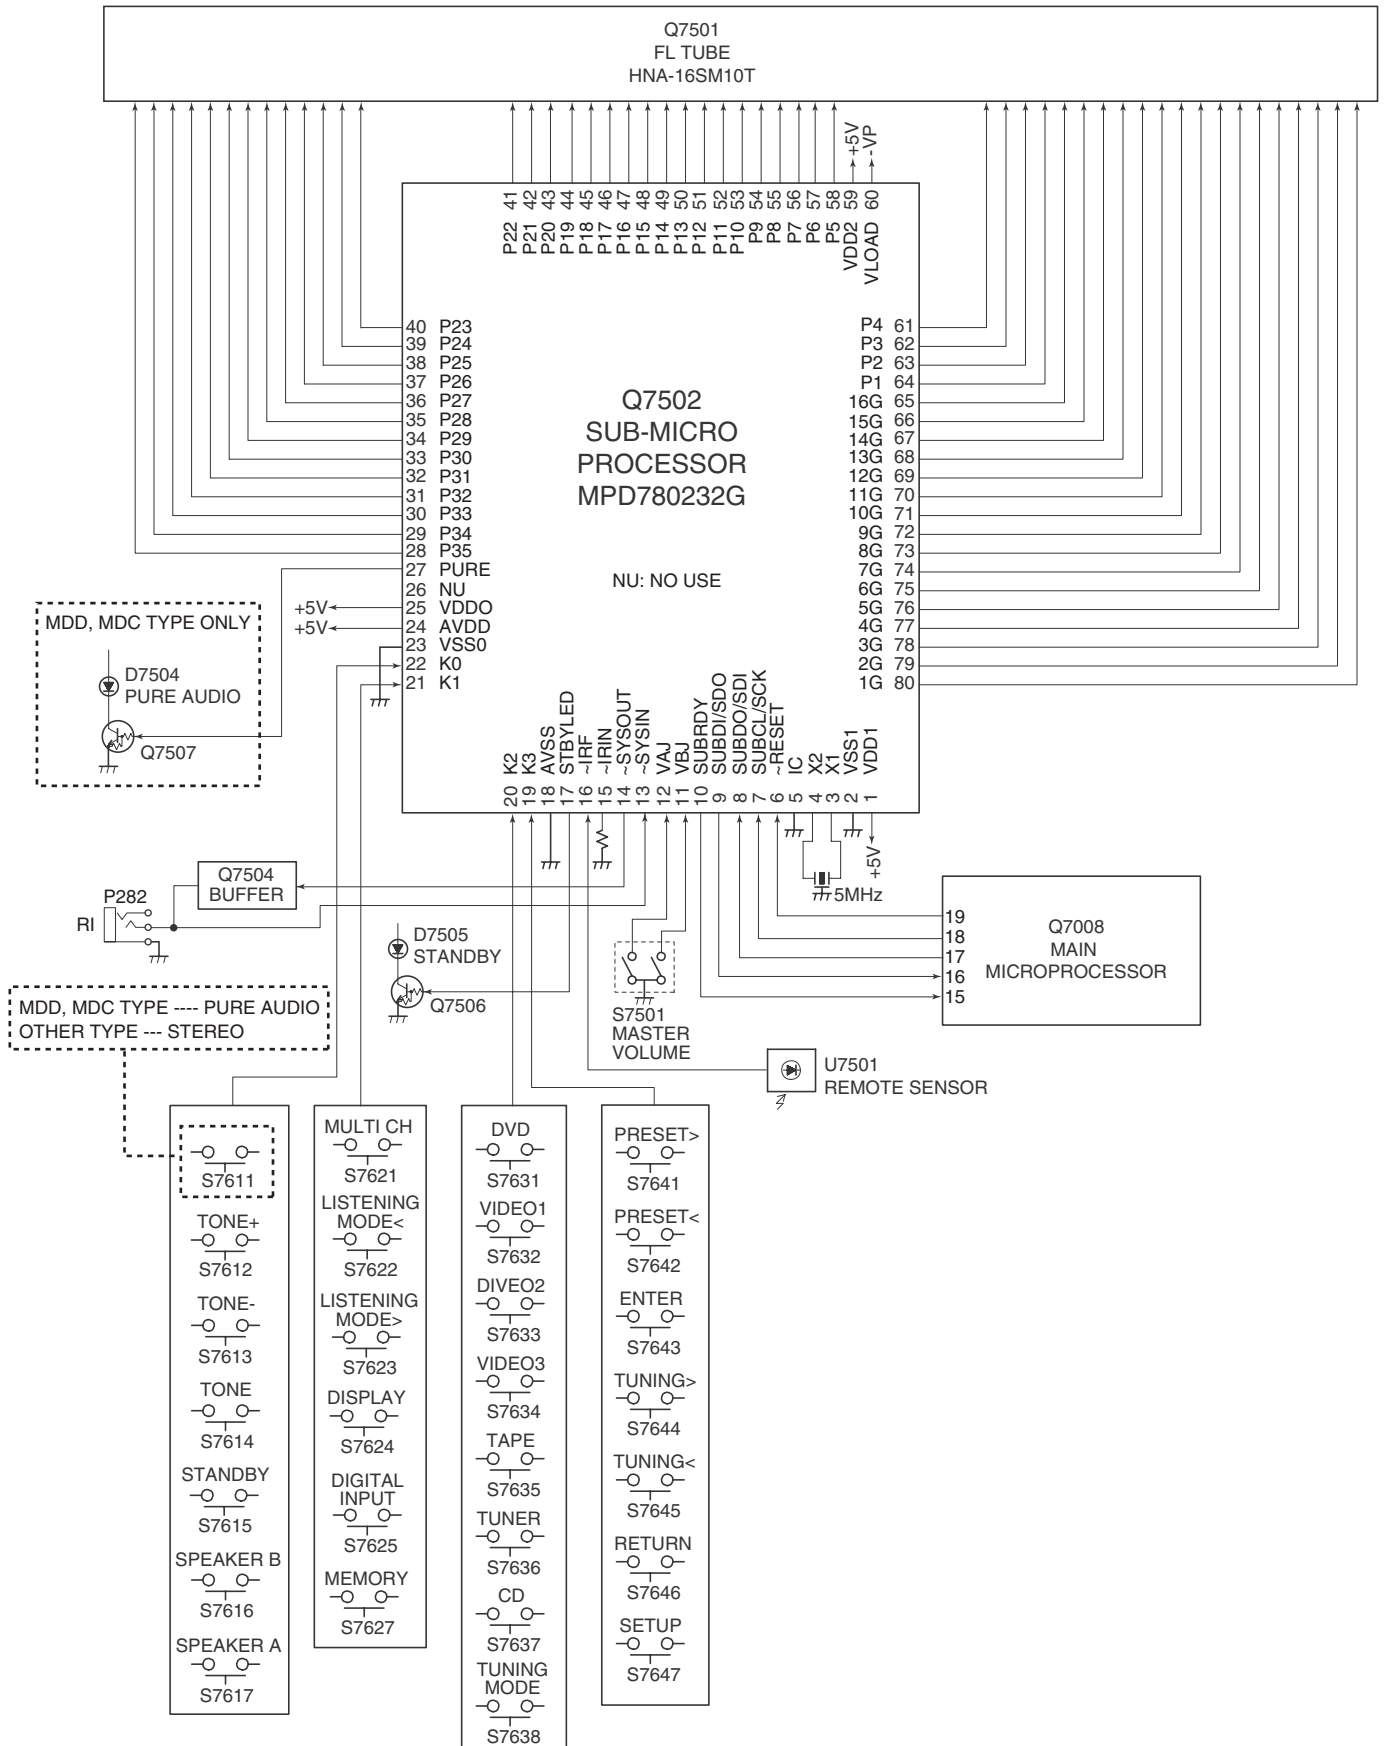 Q7501
FL TUBE
HNA-16SM10T
+5V
-VP
41 42 43 44 45 46 47 48 49 50 51 52 53 54 55 56 57 58 59 60
P22 P21 P20 P19 P18 P17 P16 P15 P14 P13 P12 P11 P10 P9 P8 P7 P6 P5 VDD2 VLOAD
40 P23
39 P24
38 P25
37 P26
36 P27
35 P28
34 P29
33 P30
32 P31
31 P32
30 P33
29 P34
28 P35
27 PURE
26 NU
25 VDDO
24 AVDD
23 VSS0
22 K0
21 K1
+5V
+5V
Q7502
SUB-MICRO
PROCESSOR
MPD780232G
NU: NO USE
P4 61
P3 62
P2 63
P1 64
16G 65
15G 66
14G 67
13G 68
12G 69
11G 70
10G 71
9G 72
8G 73
7G 74
6G 75
5G 76
4G 77
3G 78
2G 79
1G 80
K2 K3 AVSS STBYLED ~IRF ~IRIN ~SYSOUT ~SYSIN VAJ VBJ SUBRDY SUBDI/SDO SUBDO/SDI SUBCL/SCK ~RESET IC X2 X1 VSS1 VDD1
20 19 18 17 16 15 14 13 12 11 10 9 8 7 6 5 4 3 2 1
MDD, MDC TYPE ONLY
D7504
PURE AUDIO
Q7507
+5V
5MHz
Q7504
BUFFER
P282
RI
D7505
STANDBY
Q7506
S7501
MASTER
VOLUME
19
18
17
16
15
Q7008
MAIN
MICROPROCESSOR
U7501
REMOTE SENSOR
MDD, MDC TYPE ---- PURE AUDIO
OTHER TYPE --- STEREO
S7611
TONE+
S7612
TONE-
S7613
TONE
S7614
STANDBY
S7615
SPEAKER B
S7616
SPEAKER A
S7617
MULTI CH
S7621
LISTENING
MODE<
S7622
LISTENING
MODE>
S7623
DISPLAY
S7624
DIGITAL
INPUT
S7625
MEMORY
S7627
DVD
S7631
VIDEO1
S7632
DIVEO2
S7633
VIDEO3
S7634
TAPE
S7635
TUNER
S7636
CD
S7637
TUNING
MODE
S7638
PRESET>
S7641
PRESET<
S7642
ENTER
S7643
TUNING>
S7644
TUNING<
S7645
RETURN
S7646
SETUP
S7647